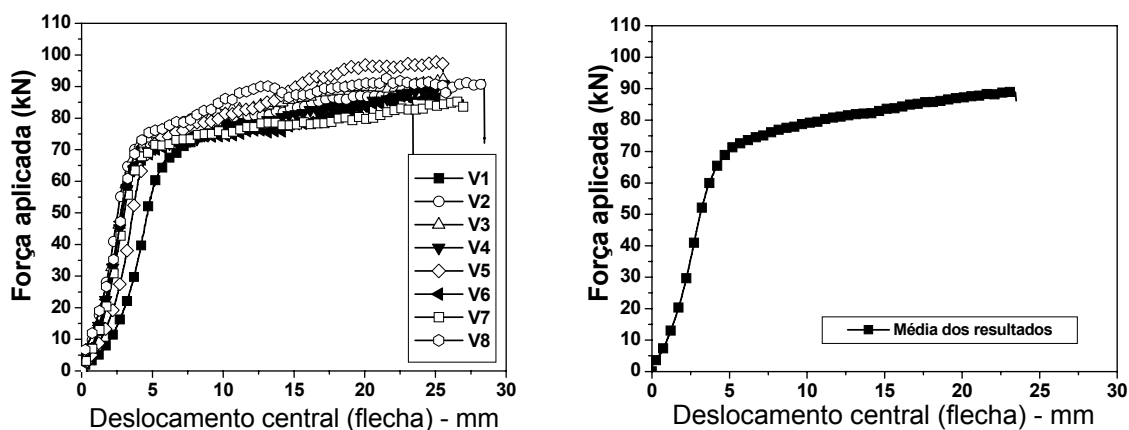 110
100
90
80
70
60
50
40
30
20
10
0
Força aplicada (kN)
V1
V2
V3
V4
V5
V6
V7
V8
0 5 10 15 20 25 30
Deslocamento central (flecha) - mm
110
100
90
80
70
60
50
40
30
20
10
0
Força aplicada (kN)
Média dos resultados
0 5 10 15 20 25 30
Deslocamento central (flecha) - mm